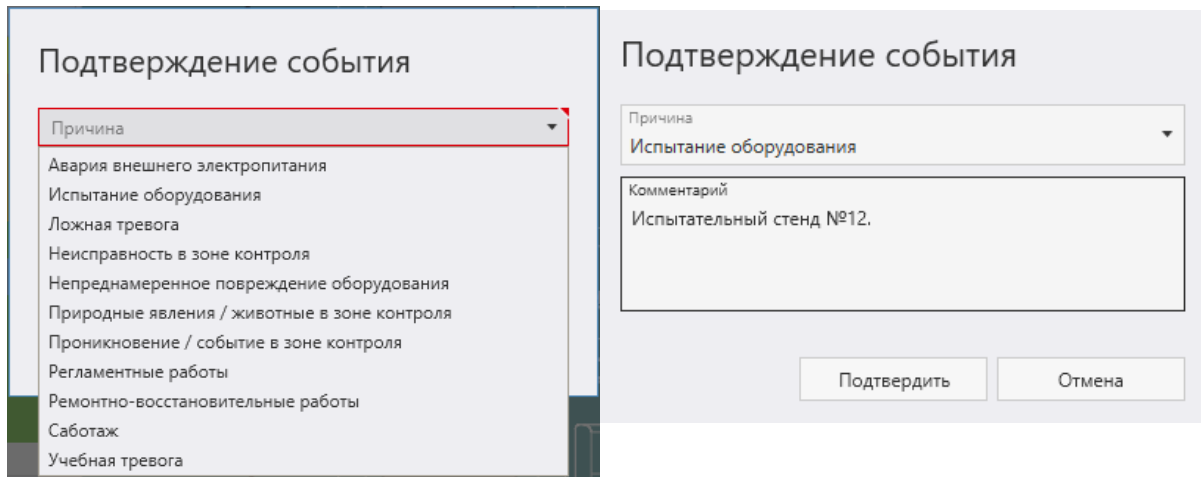 Подтверждение события
Причина
Авария внешнего электропитания
Испытание оборудования
Ложная тревога
Неисправность в зоне контроля
Непреднамеренное повреждение оборудования
Природные явления / животные в зоне контроля
Проникновение / событие в зоне контроля
Регламентные работы
Ремонтно-восстановительные работы
Саботаж
Учебная тревога
Подтверждение события
Причина
Испытание оборудования
Комментарий
Испытательный стенд №12.
Подтвердить
Отмена